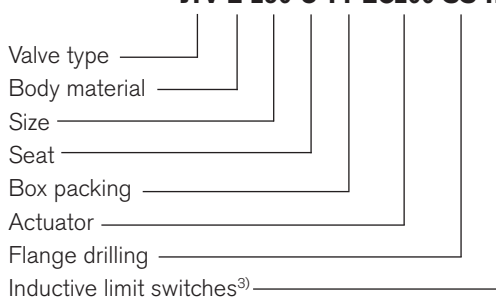 Valve type
Body material
Size
Seat
Box packing
Actuator
Flange drilling
Inductive limit switches3)